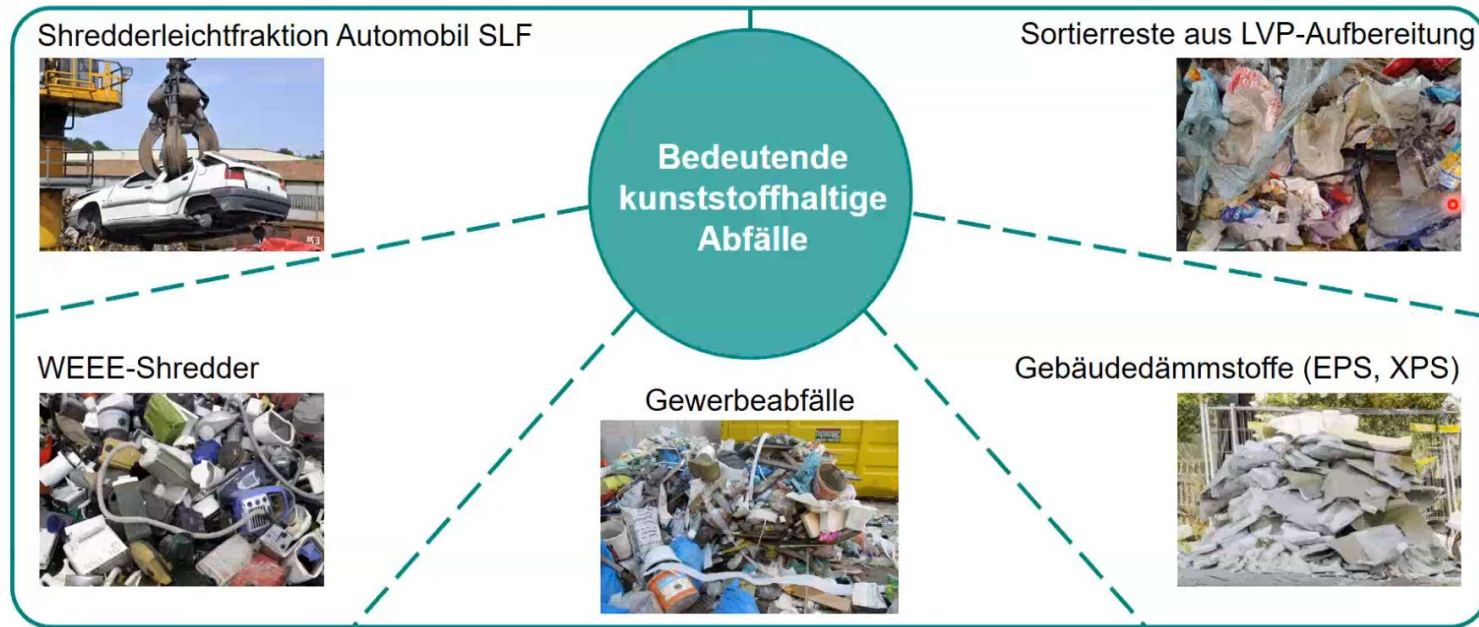 Shredderleichtfraktion Automobil SLF
Sortierreste aus LVP-Aufbereitung
Bedeutende
kunststoffhaltige
Abfälle
WEEE-Shredder
Gewerbeabfälle
Gebäudedämmstoffe (EPS, XPS)